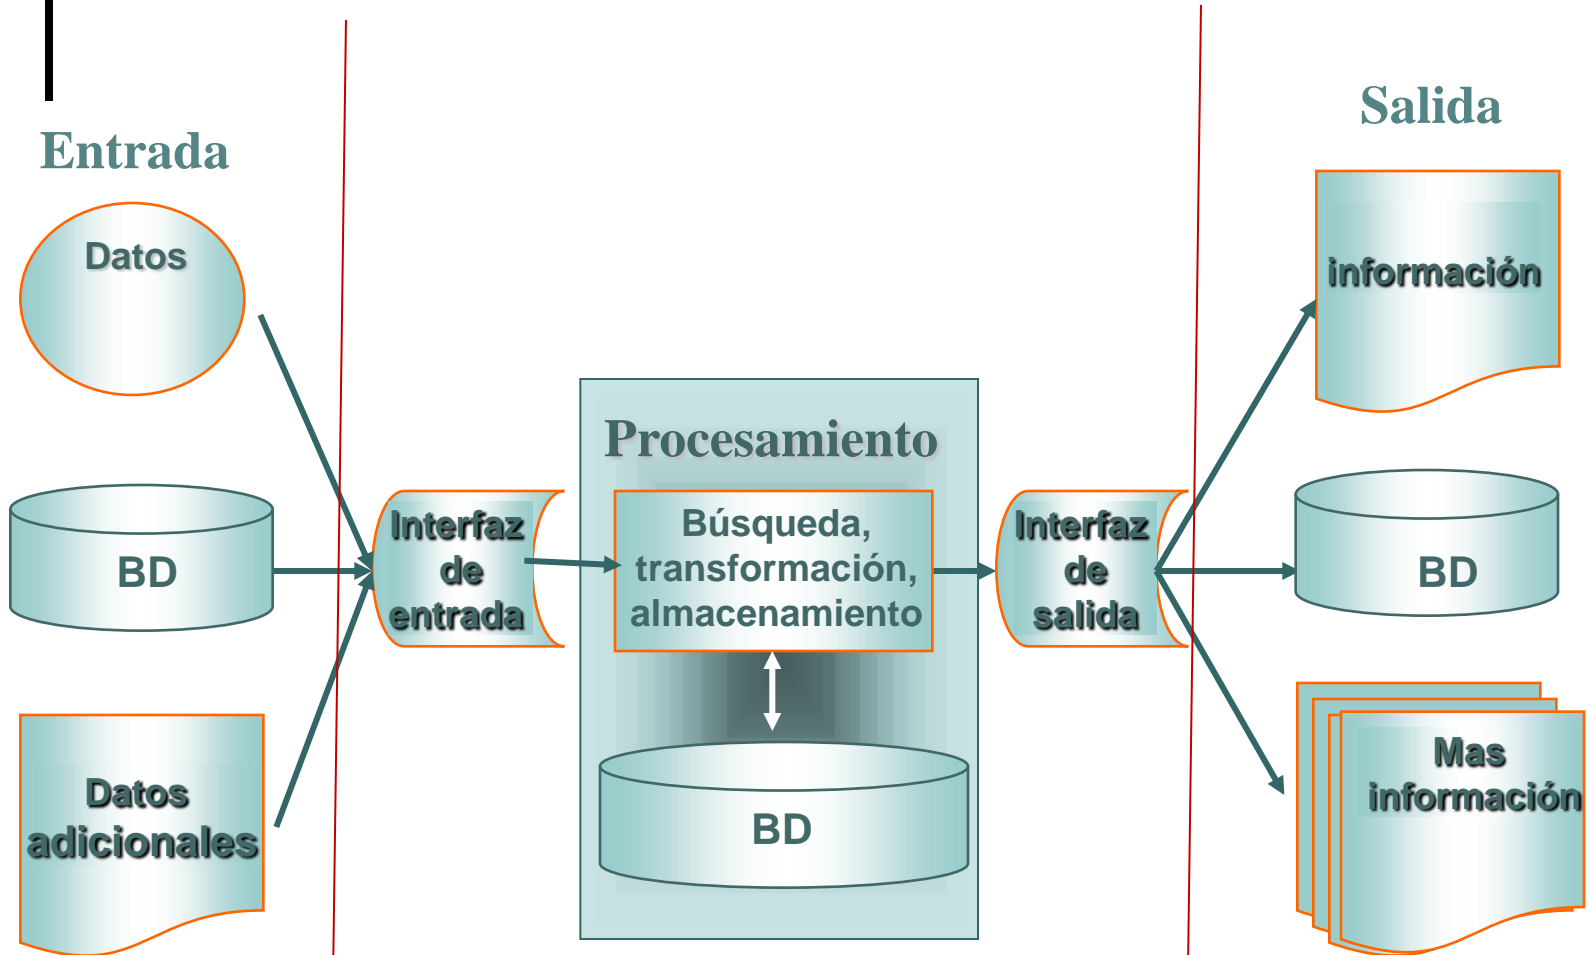 Entrada
Datos
BD
Datos
adicionales
Interfaz
de
entrada
Procesamiento
Búsqueda,
transformación,
almacenamiento
BD
Interfaz
de
salida
Salida
información
BD
Mas
información